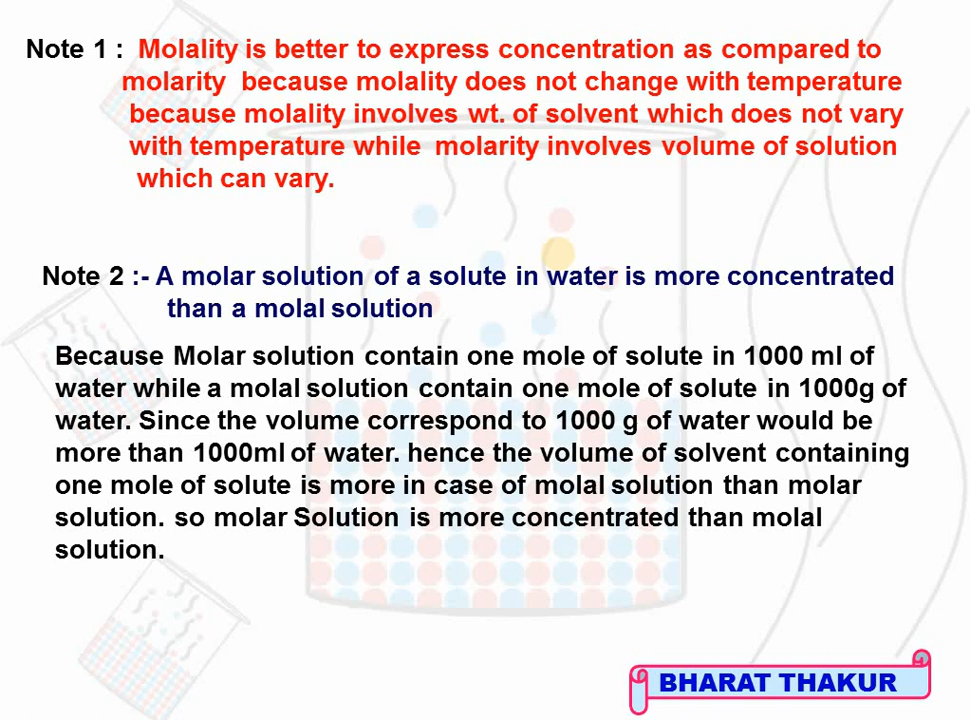 Note 1 : Molality is better to express concentration as compared to
molarity because molality does not change with temperature
because molality involves wt. of solvent which does not vary
with temperature while molarity involves volume of solution
which can vary.
Note 2 :- A molar solution of a solute in water is more concentrated
than a molal solution
Because Molar solution contain one mole of solute in 1000 ml of
water while a molal solution contain one mole of solute in 1000g of
water. Since the volume correspond to 1000 g of water would be
more than 1000ml of water. hence the volume of solvent containing
one mole of solute is more in case of molal solution than molar
solution. so molar Solution is more concentrated than molal
solution.
BHARAT THAKUR